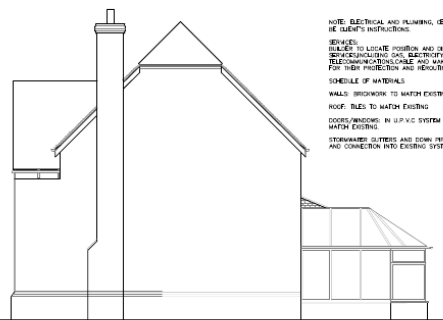 NOTE: ELECTRICAL AND PLUMBING,
BE CLIENT'S INSTRUCTIONS.
SERVICES:
BUILDER TO LOCATE POSITION AND
SERVICES,INCLUDING GAS, ELECTRICITY
TELECOMMUNICATIONS,CABLE AND
FOR THEIR PROTECTION AND
SCHEDULE OF MATERIALS
WALLS: BRICKWORK TO MATCH
ROOF: TILES TO MATCH EXISTING
DOORS/WINDOWS: IN U.P.V.C SYSTEM
MATCH EXISTING.
STORMWATER GUTTERS AND DOWN
AND CONNECTION INTO EXISTING